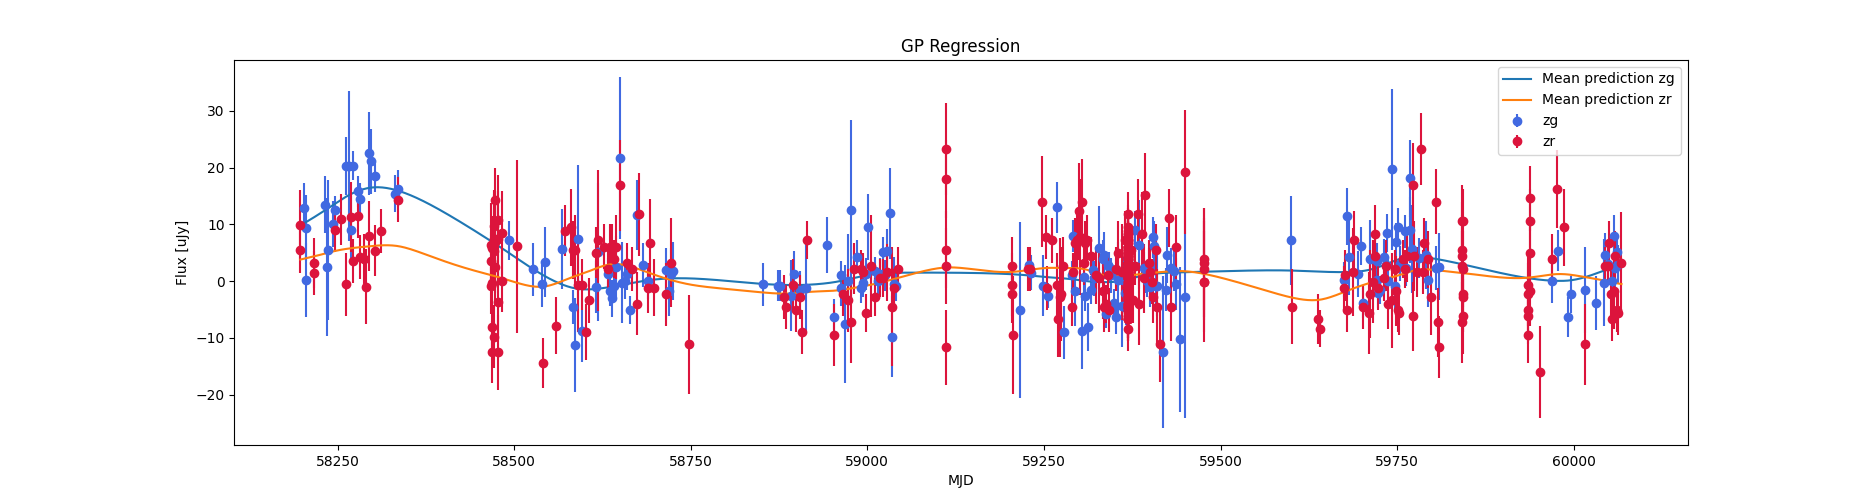 GP Regression
Flux [uJy]
30
20
10
0
−10
−20
58250
58500
58750
59000
59250
59500
59750
60000
MJD
Mean prediction zg
Mean prediction zr
zg
zr